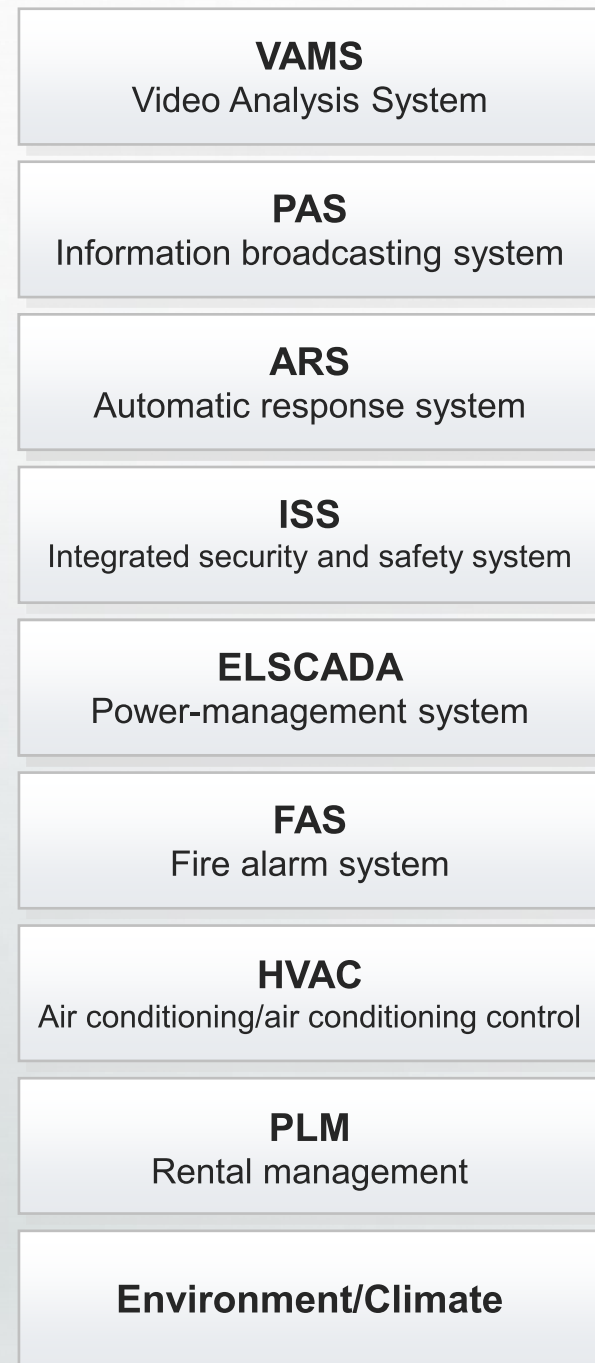 VAMS
Video Analysis System
PAS
Information broadcasting system
ARS
Automatic response system
ISS
Integrated security and safety system
ELSCADA
Power-management system
FAS
Fire alarm system
HVAC
Air conditioning/air conditioning control
PLM
Rental management
Environment/Climate